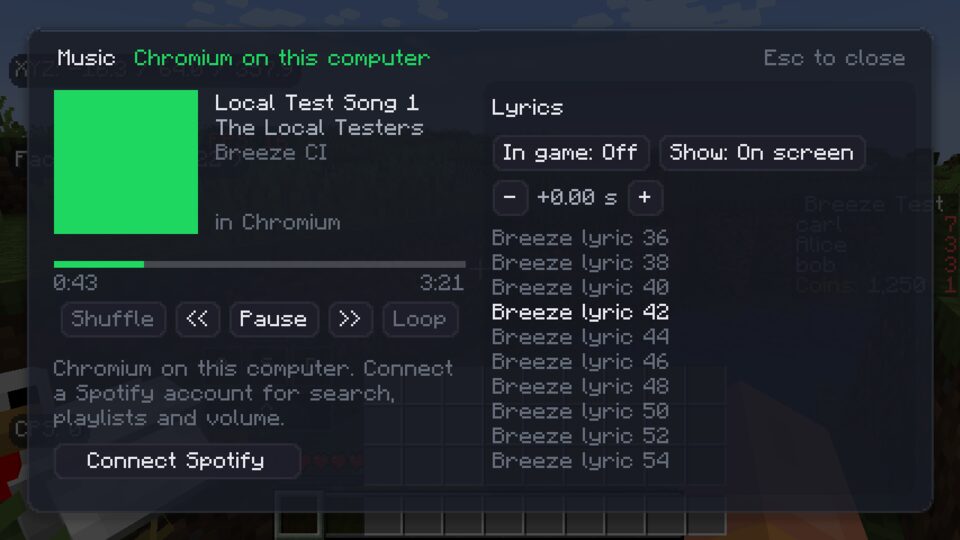 Music Chromium on this computer
Esc to close
Local Test Song 1
The Local Testers
Breeze CI
in Chromium
0:43
3:21
Shuffle << Pause >> Loop
Chromium on this computer. Connect
a Spotify account for search,
playlists and volume.
Connect Spotify
Lyrics
In game: Off Show: On screen
- +0.00 s +
Breeze lyric 36
Breeze lyric 38
Breeze lyric 40
Breeze lyric 42
Breeze lyric 44
Breeze lyric 46
Breeze lyric 48
Breeze lyric 50
Breeze lyric 52
Breeze lyric 54
Breeze Test
carl
Alice
bob
Coins: 1,250